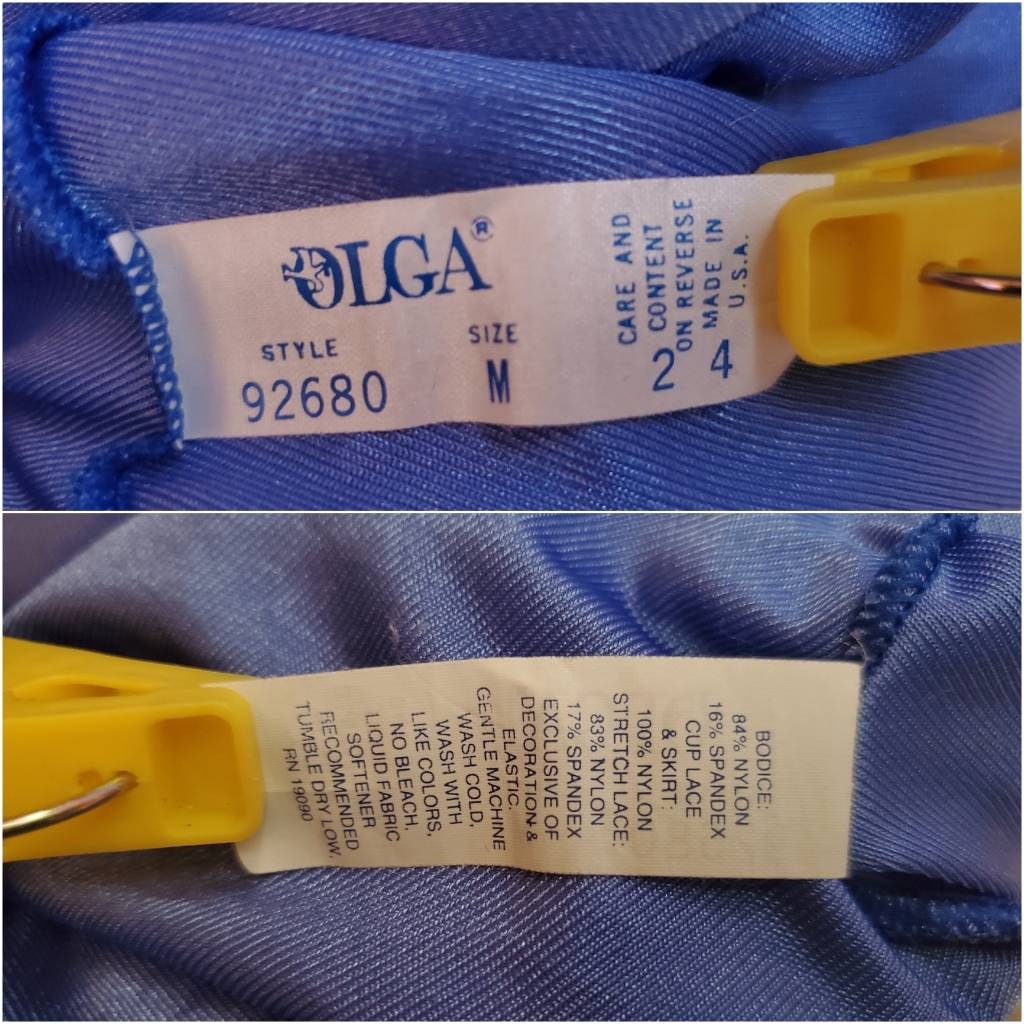 OLGA®
STYLE
92680
SIZE
M
CARE AND
CONTENT
ON REVERSE
MADE IN
U.S.A.
2 4
BODICE:
84% NYLON
16% SPANDEX
CUP LACE
& SKIRT:
100% NYLON
STRETCH LACE:
83% NYLON
17% SPANDEX
EXCLUSIVE OF
DECORATION &
ELASTIC.
GENTLE MACHINE
WASH COLD,
WASH WITH
LIKE COLORS,
NO BLEACH,
LIQUID FABRIC
SOFTENER
RECOMMENDED
TUMBLE DRY LOW.
RN 19090